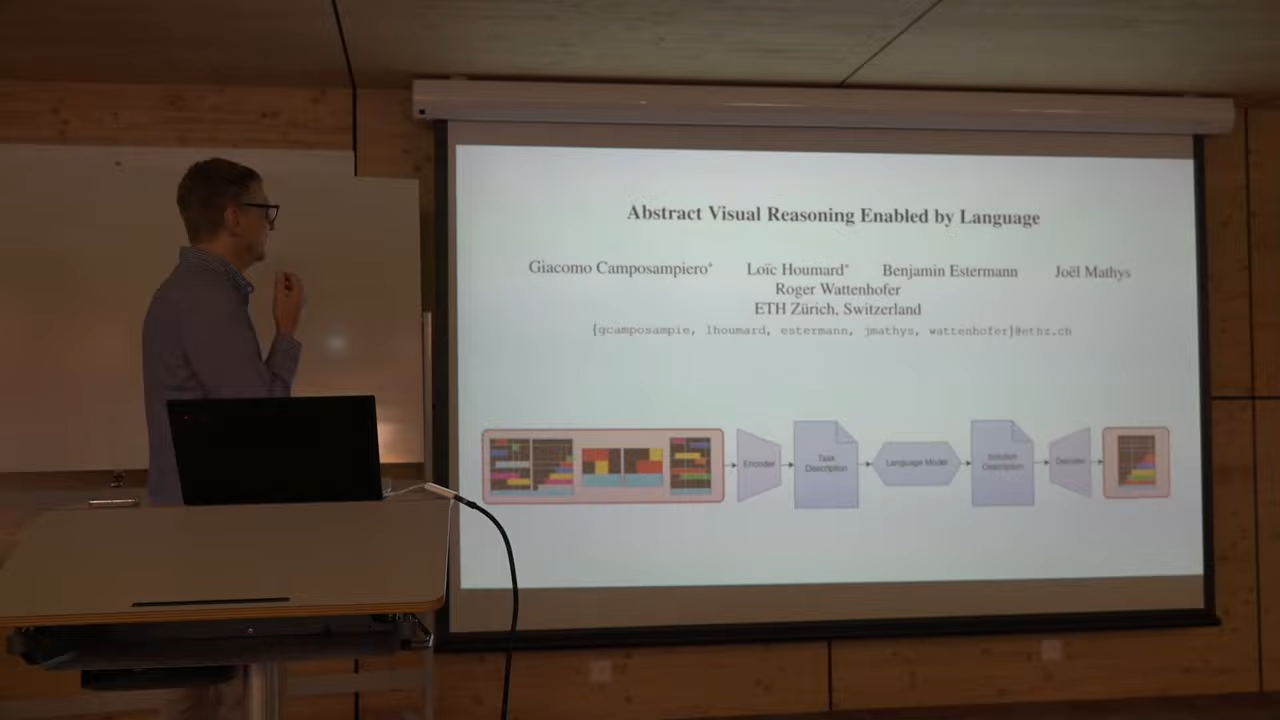 Abstract Visual Reasoning Enabled by Language
Giacomo Camposampiero* Loïc Houmard* Benjamin Estermann Joël Mathys
Roger Wattenhofer
ETH Zürich, Switzerland
{gcamposampie, lhoumard, estermann, jmathys, wattenhofer}@ethz.ch
Encoder
Task
Description
Language Model
Description
Decoder